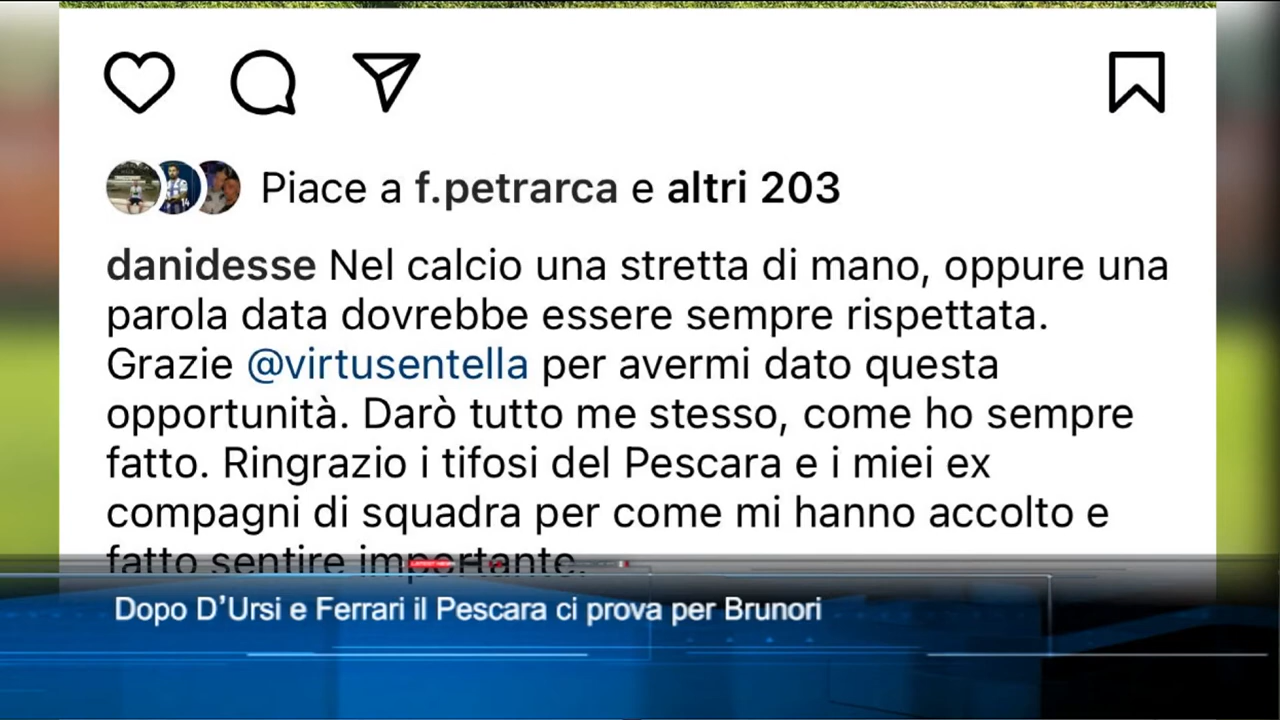 Piace a f.petrarca e altri 203
danidesse Nel calcio una stretta di mano, oppure una
parola data dovrebbe essere sempre rispettata.
Grazie @virtusentella per avermi dato questa
opportunità. Darò tutto me stesso, come ho sempre
fatto. Ringrazio i tifosi del Pescara e i miei ex
compagni di squadra per come mi hanno accolto e
fatto sentire importante.
Dopo D'Ursi e Ferrari il Pescara ci prova per Brunori